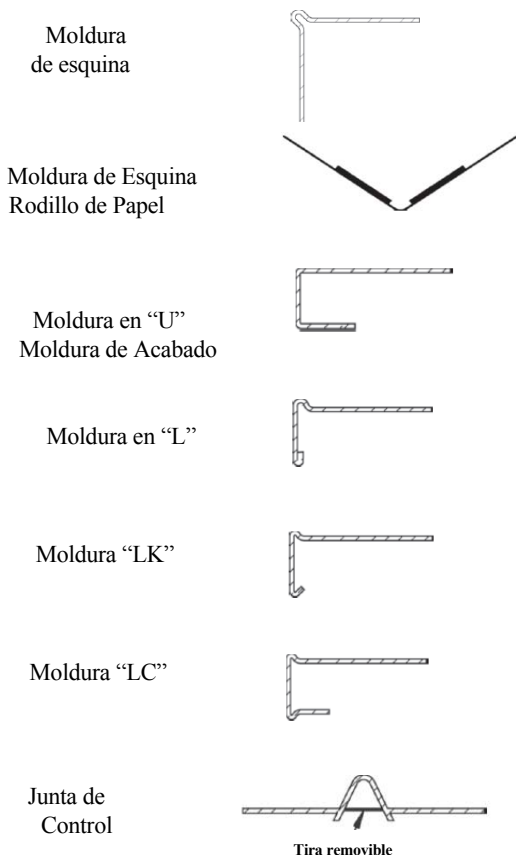 Moldura
de esquina
Moldura de Esquina
Rodillo de Papel
Moldura en “U”
Moldura de Acabado
Moldura en “L”
Moldura “LK”
Moldura “LC”
Junta de
Control
Tira removible